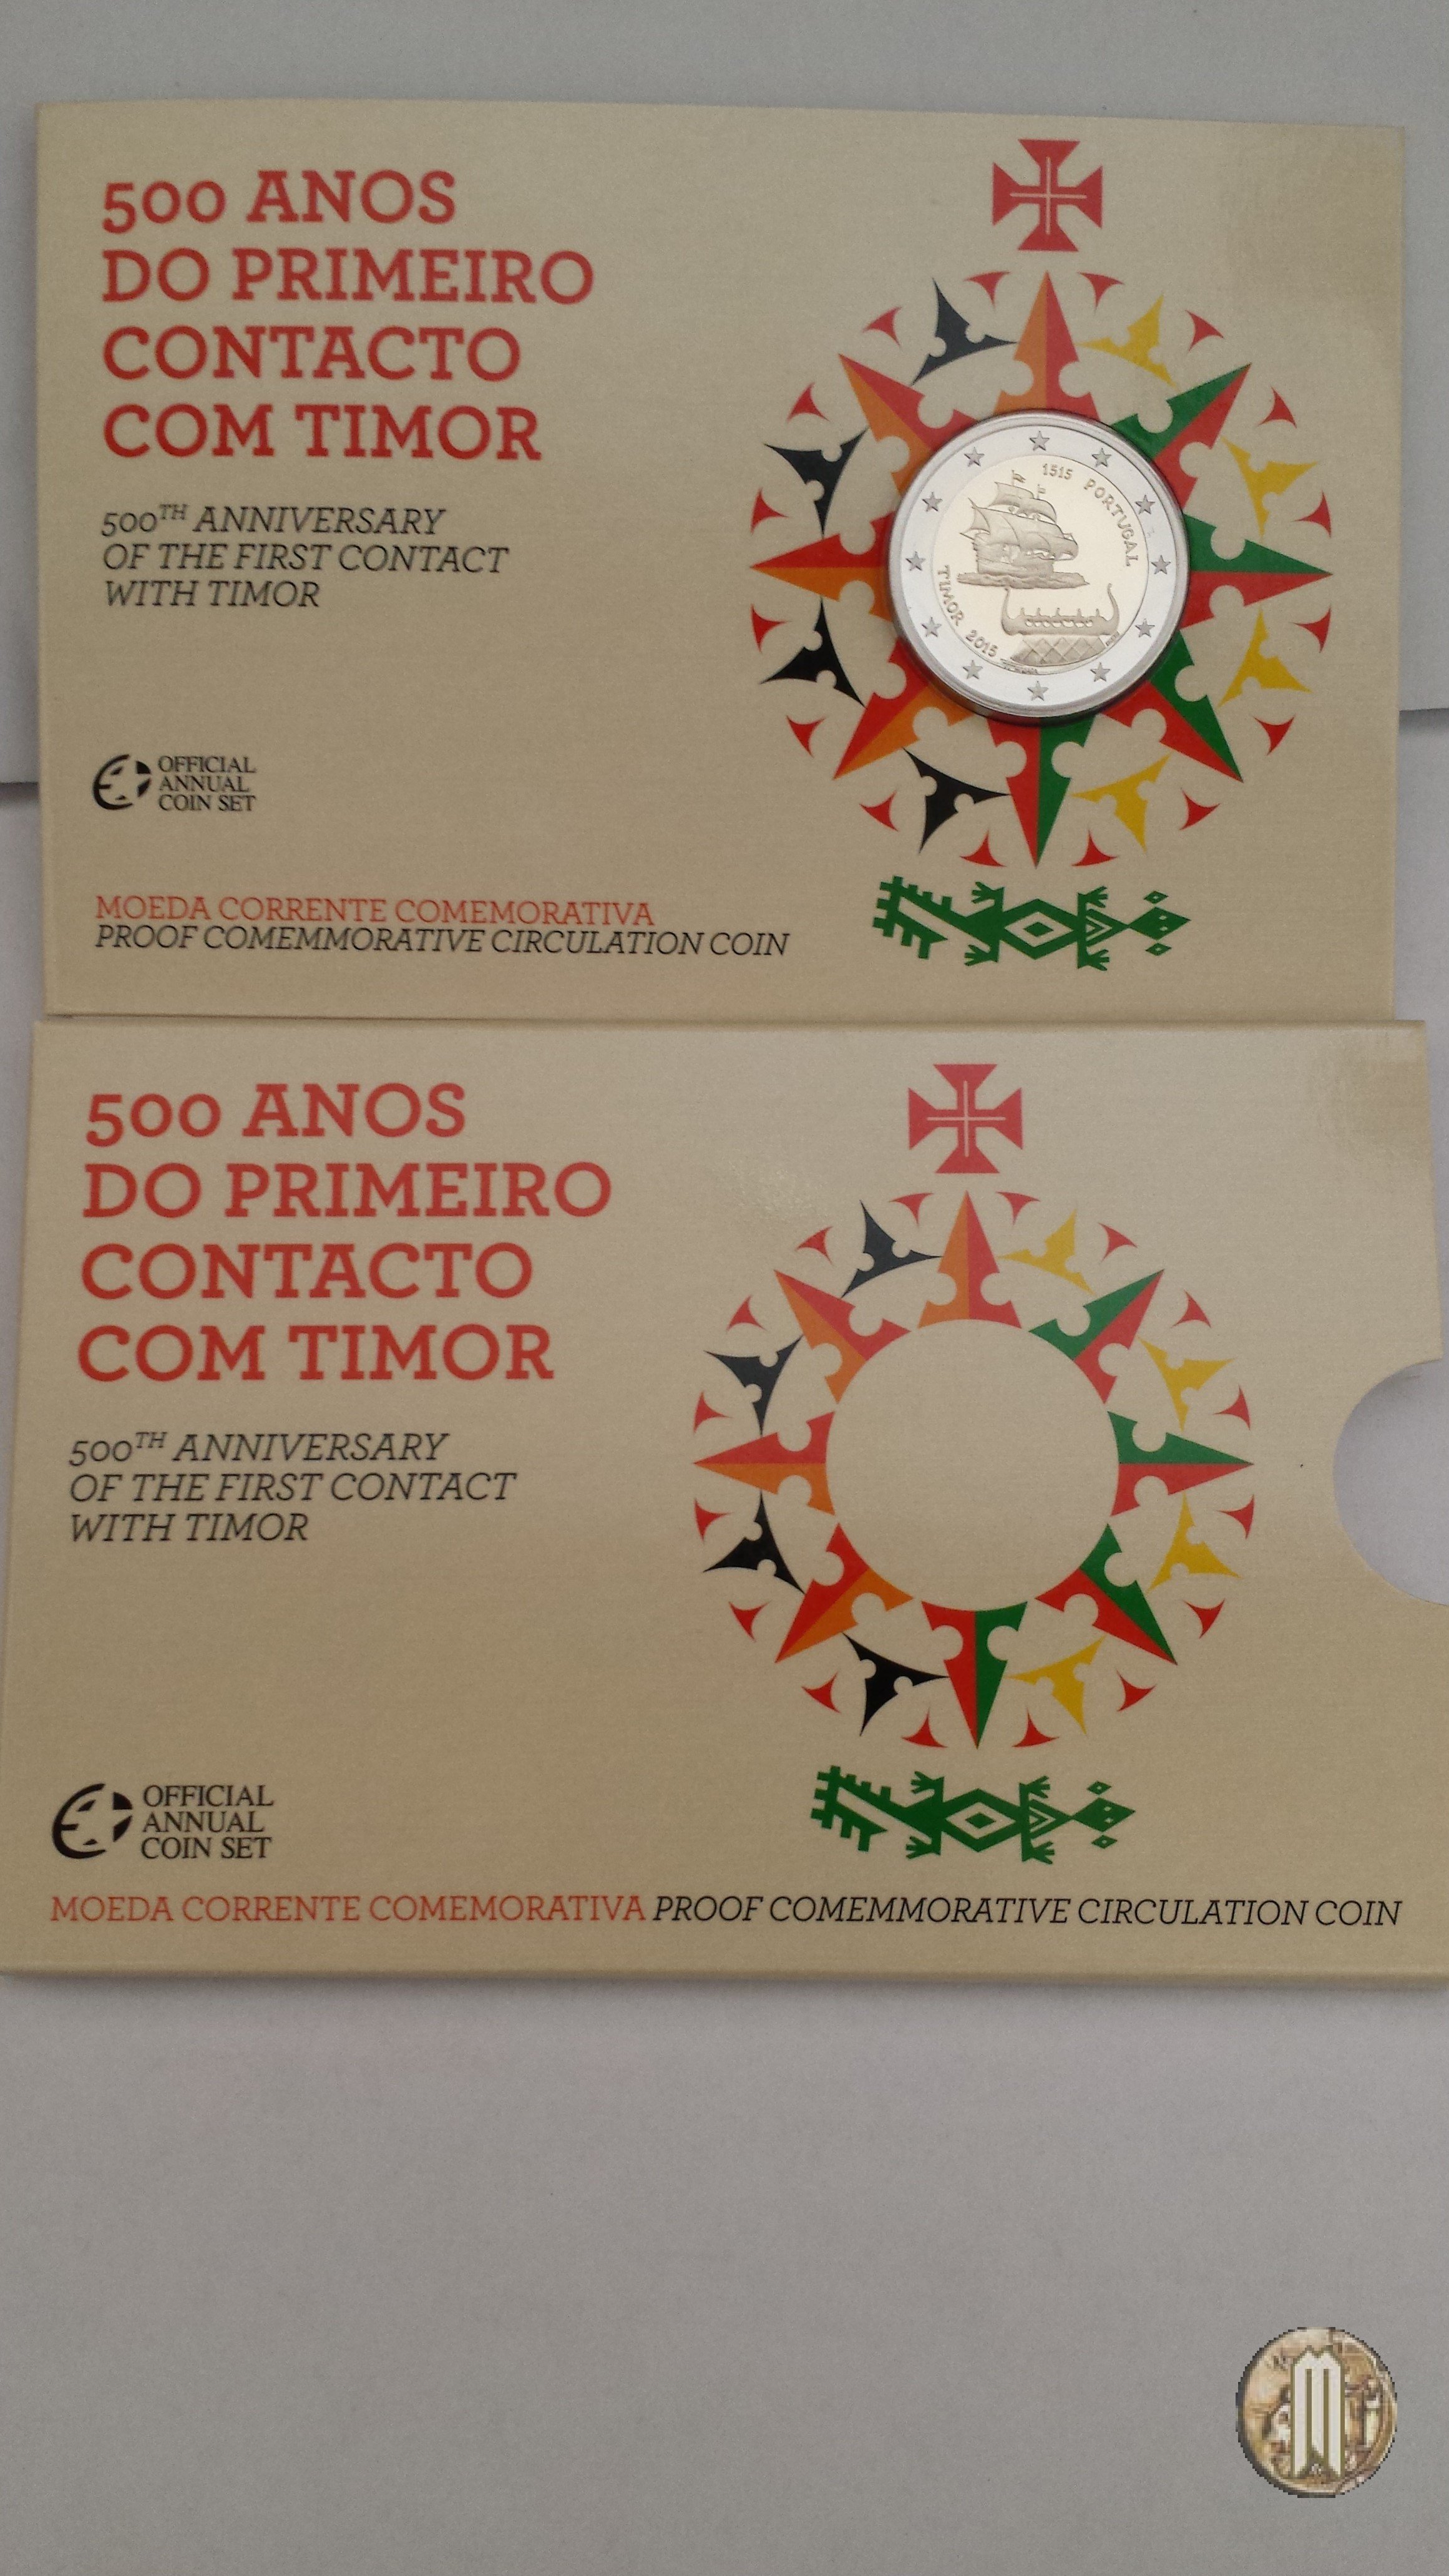 500 ANOS
DO PRIMEIRO
CONTACTO
COM TIMOR
500TH ANNIVERSARY
OF THE FIRST CONTACT
WITH TIMOR
OFFICIAL
ANNUAL
COIN SET
MOEDA CORRENTE COMEMORATIVA
PROOF COMEMMORATIVE CIRCULATION COIN
1515 PORTUGAL
TIMOR 2015
500 ANOS
DO PRIMEIRO
CONTACTO
COM TIMOR
500TH ANNIVERSARY
OF THE FIRST CONTACT
WITH TIMOR
OFFICIAL
ANNUAL
COIN SET
MOEDA CORRENTE COMEMORATIVA PROOF COMEMMORATIVE CIRCULATION COIN
M